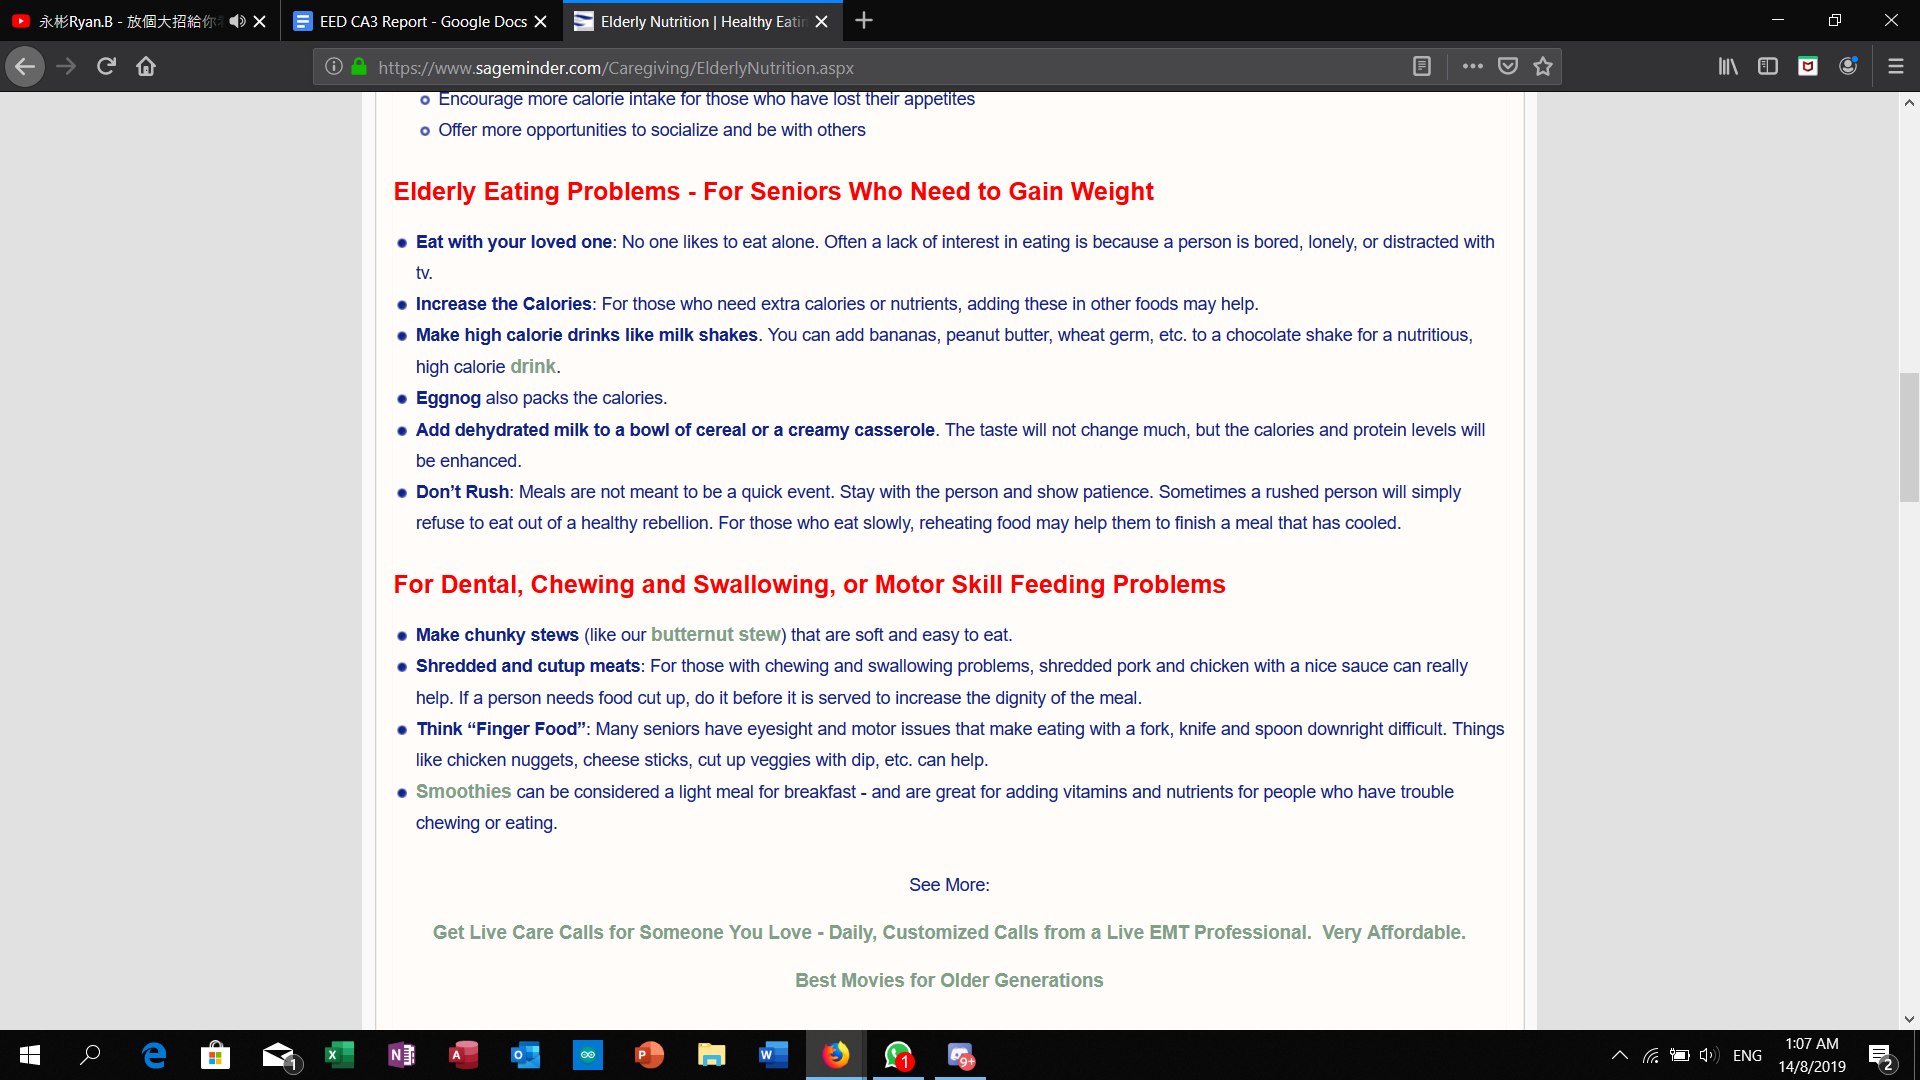 永彬Ryan.B - 放個大招給你
EED CA3 Report - Google Docs
Elderly Nutrition | Healthy Eatin
https://www.sageminder.com/Caregiving/ElderlyNutrition.aspx
Encourage more calorie intake for those who have lost their appetites
Offer more opportunities to socialize and be with others
Elderly Eating Problems - For Seniors Who Need to Gain Weight
Eat with your loved one: No one likes to eat alone. Often a lack of interest in eating is because a person is bored, lonely, or distracted with
tv.
Increase the Calories: For those who need extra calories or nutrients, adding these in other foods may help.
Make high calorie drinks like milk shakes. You can add bananas, peanut butter, wheat germ, etc. to a chocolate shake for a nutritious,
high calorie drink.
Eggnog also packs the calories.
Add dehydrated milk to a bowl of cereal or a creamy casserole. The taste will not change much, but the calories and protein levels will
be enhanced.
Don’t Rush: Meals are not meant to be a quick event. Stay with the person and show patience. Sometimes a rushed person will simply
refuse to eat out of a healthy rebellion. For those who eat slowly, reheating food may help them to finish a meal that has cooled.
For Dental, Chewing and Swallowing, or Motor Skill Feeding Problems
Make chunky stews (like our butternut stew) that are soft and easy to eat.
Shredded and cutup meats: For those with chewing and swallowing problems, shredded pork and chicken with a nice sauce can really
help. If a person needs food cut up, do it before it is served to increase the dignity of the meal.
Think “Finger Food”: Many seniors have eyesight and motor issues that make eating with a fork, knife and spoon downright difficult. Things
like chicken nuggets, cheese sticks, cut up veggies with dip, etc. can help.
Smoothies can be considered a light meal for breakfast - and are great for adding vitamins and nutrients for people who have trouble
chewing or eating.
See More:
Get Live Care Calls for Someone You Love - Daily, Customized Calls from a Live EMT Professional.  Very Affordable.
Best Movies for Older Generations
1
1
9+
ENG
1:07 AM
14/8/2019
2